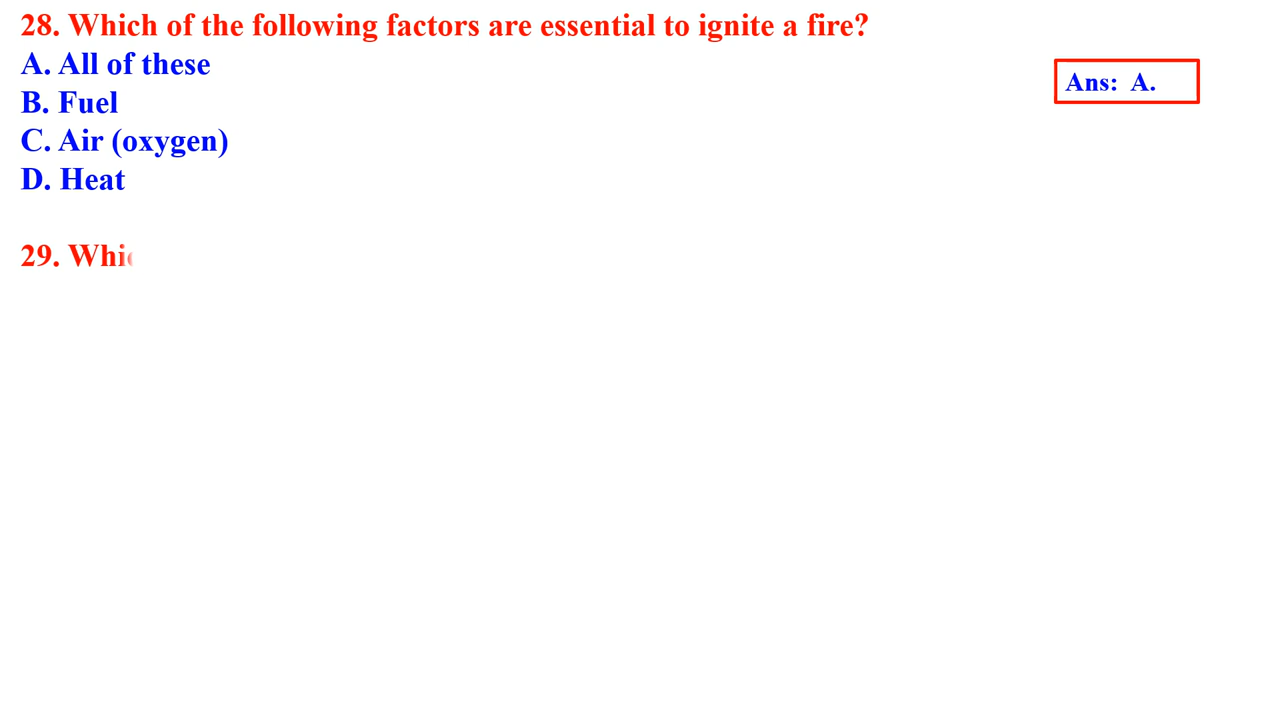 28. Which of the following factors are essential to ignite a fire?
A. All of these
Ans: A.
B. Fuel
C. Air (oxygen)
D. Heat
29.